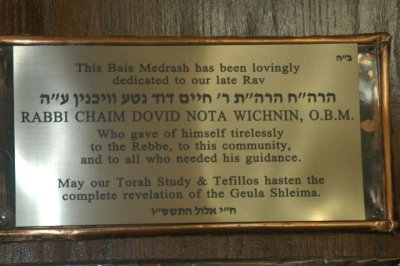 ב"ה
This Bais Medrash has been lovingly
dedicated to our late Rav
הרה"ח הרה"ת ר' חיים דוד נטע וויכנין ע"ה
RABBI CHAIM DOVID NOTA WICHNIN, O.B.M.
Who gave of himself tirelessly
to the Rebbe, to this community,
and to all who needed his guidance.
May our Torah Study & Tefillos hasten the
complete revelation of the Geula Shleima.
ח"י אלול התשס"ו